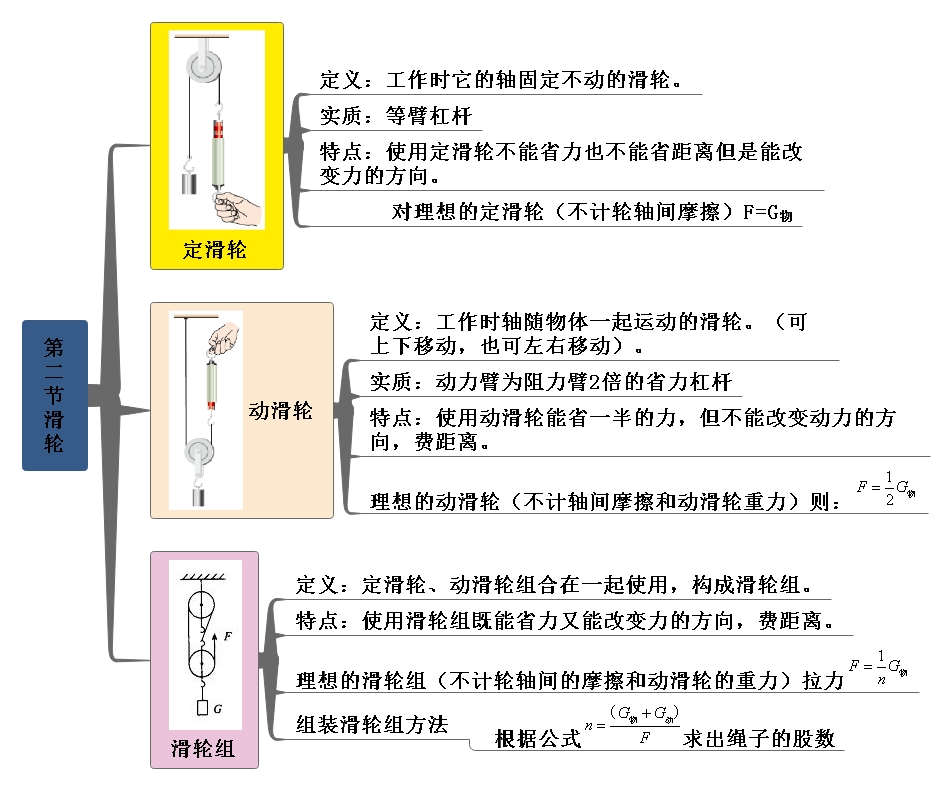 第二节滑轮
定滑轮
定义：工作时它的轴固定不动的滑轮。
实质：等臂杠杆
特点：使用定滑轮不能省力也不能省距离但是能改
变力的方向。
对理想的定滑轮（不计轮轴间摩擦）F=G物
动滑轮
定义：工作时轴随物体一起运动的滑轮。（可
上下移动，也可左右移动）。
实质：动力臂为阻力臂2倍的省力杠杆
特点：使用动滑轮能省一半的力，但不能改变动力的方
向，费距离。
理想的动滑轮（不计轴间摩擦和动滑轮重力）则：F=1/2G物
F
G
滑轮组
定义：定滑轮、动滑轮组合在一起使用，构成滑轮组。
特点：使用滑轮组既能省力又能改变力的方向，费距离。
理想的滑轮组（不计轮轴间的摩擦和动滑轮的重力）拉力F=1/nG物
组装滑轮组方法
根据公式n=(G物+G动)/F求出绳子的股数